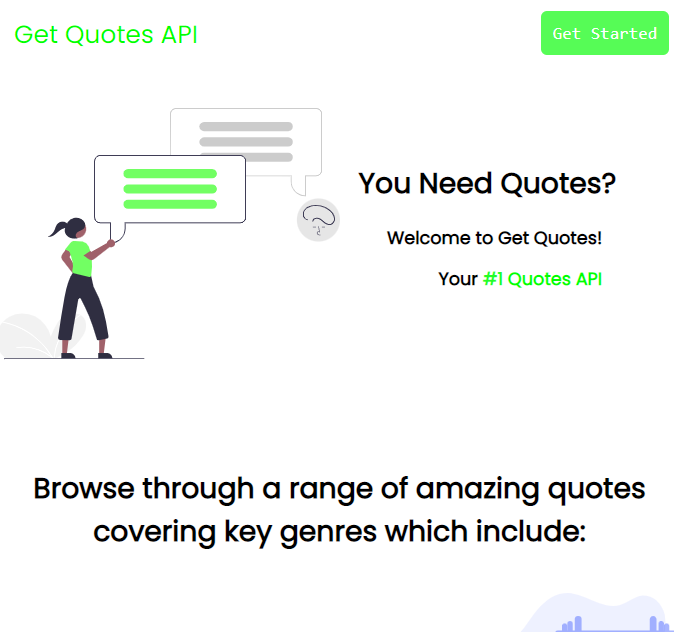 Get Quotes API
Get Started
You Need Quotes?
Welcome to Get Quotes!
Your #1 Quotes API
Browse through a range of amazing quotes
covering key genres which include: